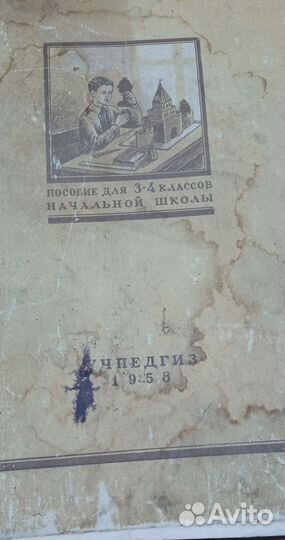 ПОСОБИЕ ДЛЯ 3-4 КЛАССОВ
НАЧАЛЬНОЙ ШКОЛЫ
УЧПЕДГИЗ
1958
Avito